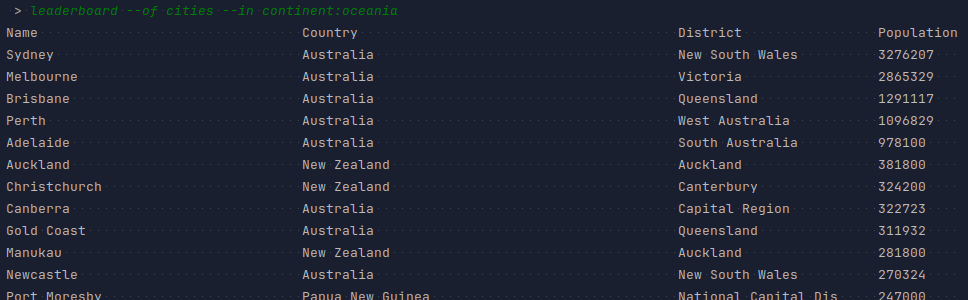 > leaderboard --of cities --in continent:oceania
Name Country District Population
Sydney Australia New South Wales 3276207
Melbourne Australia Victoria 2865329
Brisbane Australia Queensland 1291117
Perth Australia West Australia 1096829
Adelaide Australia South Australia 978100
Auckland New Zealand Auckland 381800
Christchurch New Zealand Canterbury 324200
Canberra Australia Capital Region 322723
Gold Coast Australia Queensland 311932
Manukau New Zealand Auckland 281800
Newcastle Australia New South Wales 270324
Port Moresby Papua New Guinea National Capital Dis 247000